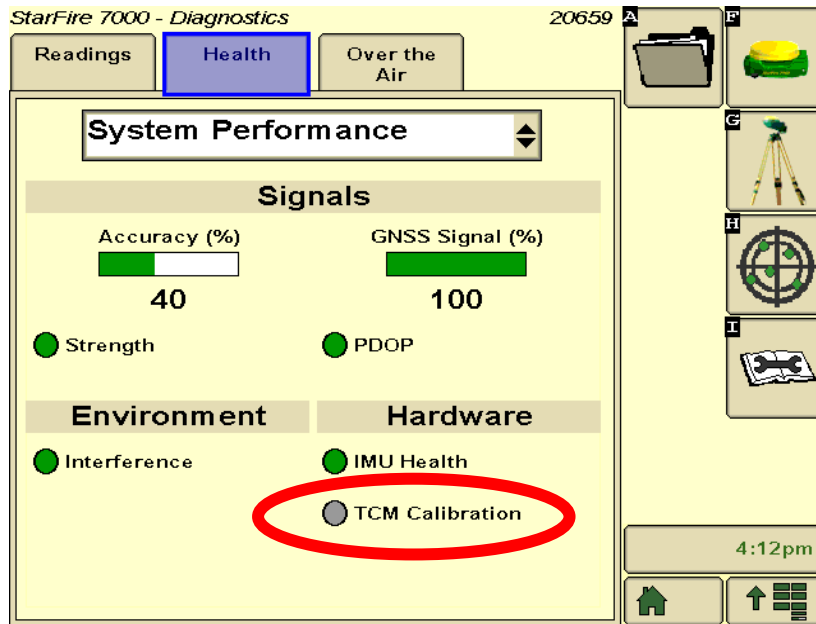 StarFire 7000 - Diagnostics 20659
Readings
Health
Over the
Air
System Performance
Signals
Accuracy (%)
GNSS Signal (%)
40
100
Strength
PDOP
Environment
Hardware
Interference
IMU Health
TCM Calibration
A
F
G
H
I
4:12pm